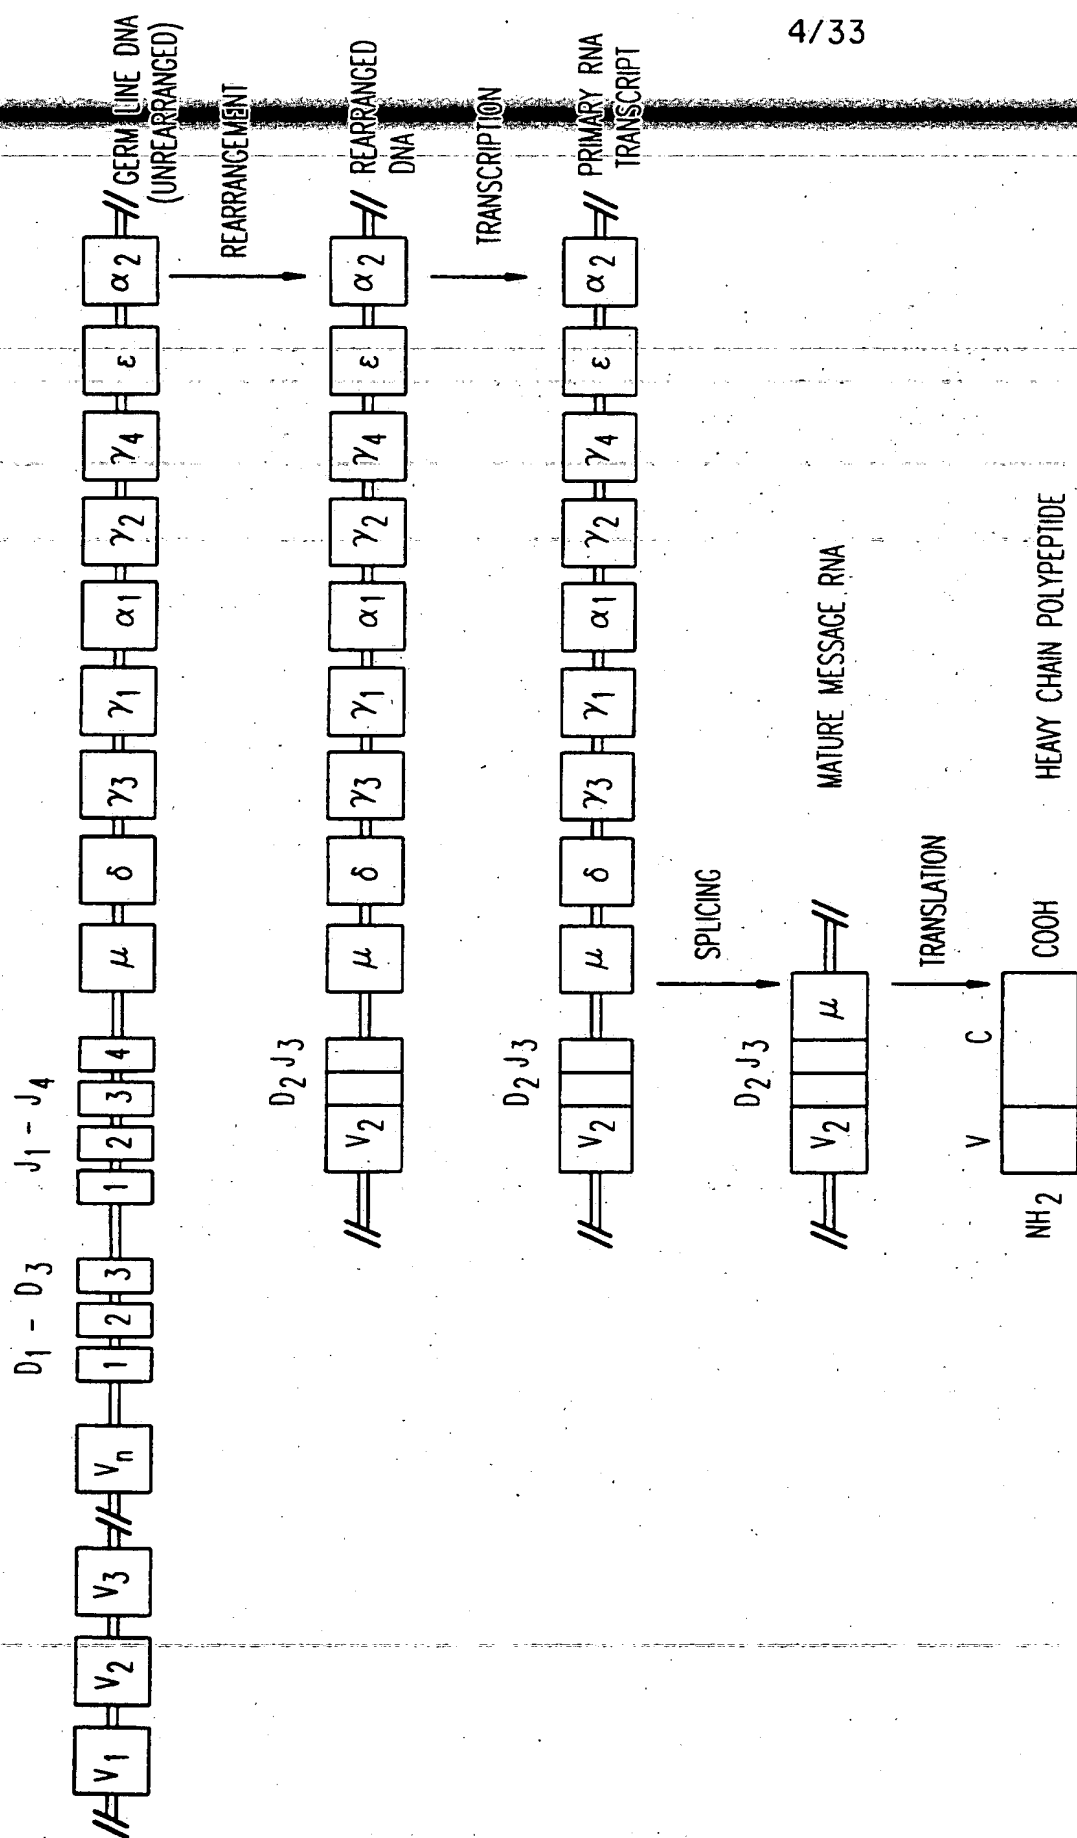 4/33
D1 - D3 J1 - J4
V1 V2 V3 Vn 1 2 3 1 2 3 4 μ δ γ3 γ1 α1 γ2 γ4 ε α2 GERM LINE DNA
(UNREARRANGED)
REARRANGEMENT
D2 J3
V2 μ δ γ3 γ1 α1 γ2 γ4 ε α2 REARRANGED
DNA
TRANSCRIPTION
D2 J3
V2 μ δ γ3 γ1 α1 γ2 γ4 ε α2 PRIMARY RNA
TRANSCRIPT
SPLICING
D2 J3
V2 μ MATURE MESSAGE RNA
TRANSLATION
V C
NH2 COOH HEAVY CHAIN POLYPEPTIDE